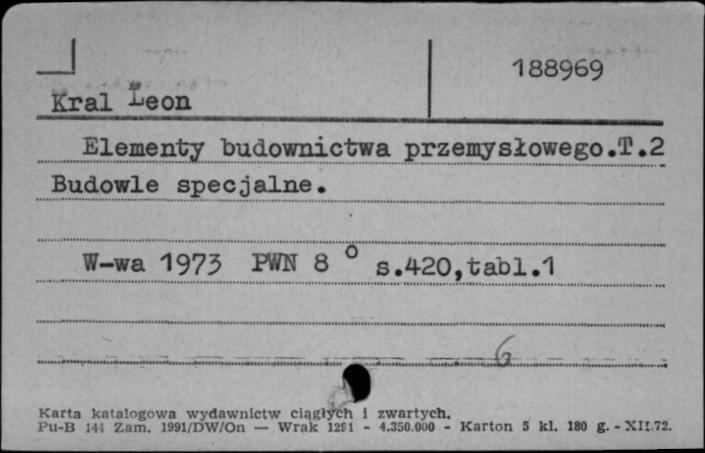 188969
Kral Leon
Elementy budownictwa przemysłowego.T.2
Budowle specjalne.
W-wa 1973 PWN 8° s.420,tabl.1
6
Karta katalogowa wydawnictw ciągłych i zwartych.
Pu-B 144 Zam. 1991/DW/On — Wrak 1281 - 4.350.000 - Karton 5 kl. 180 g. - XII.72.